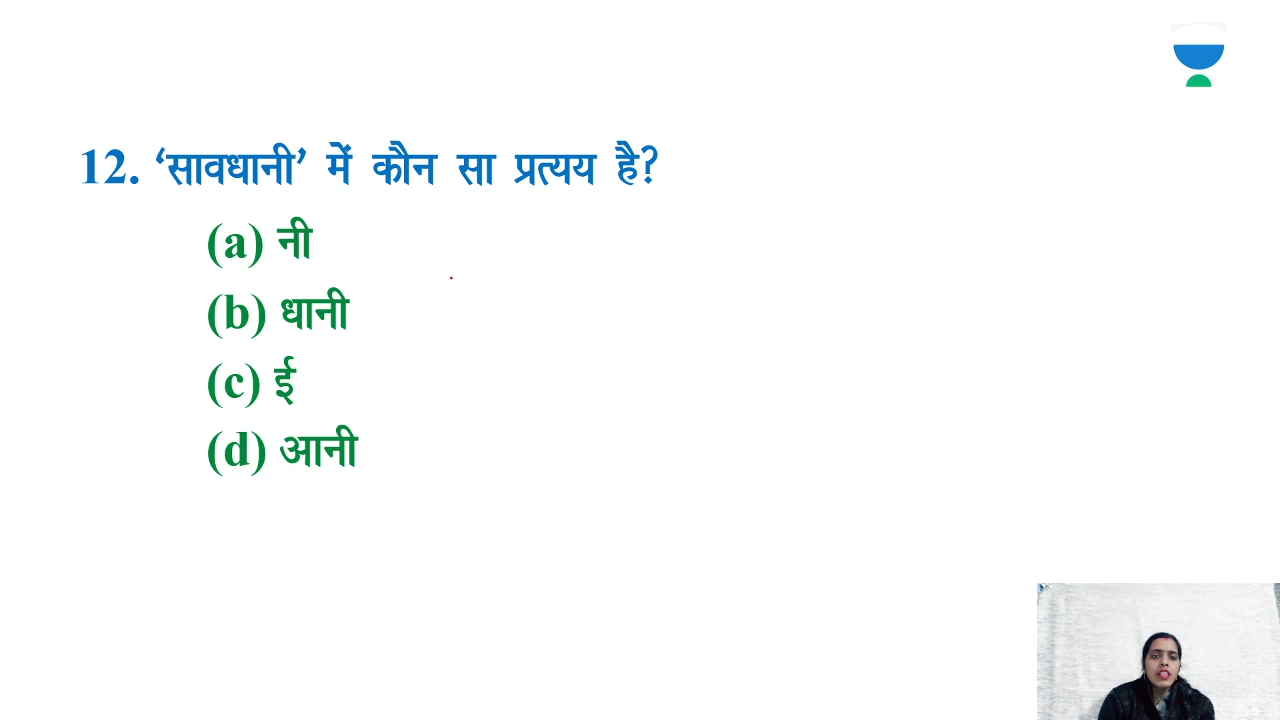 12. ‘सावधानी’ में कौन सा प्रत्यय है?
(a) नी
(b) धानी
(c) ई
(d) आनी